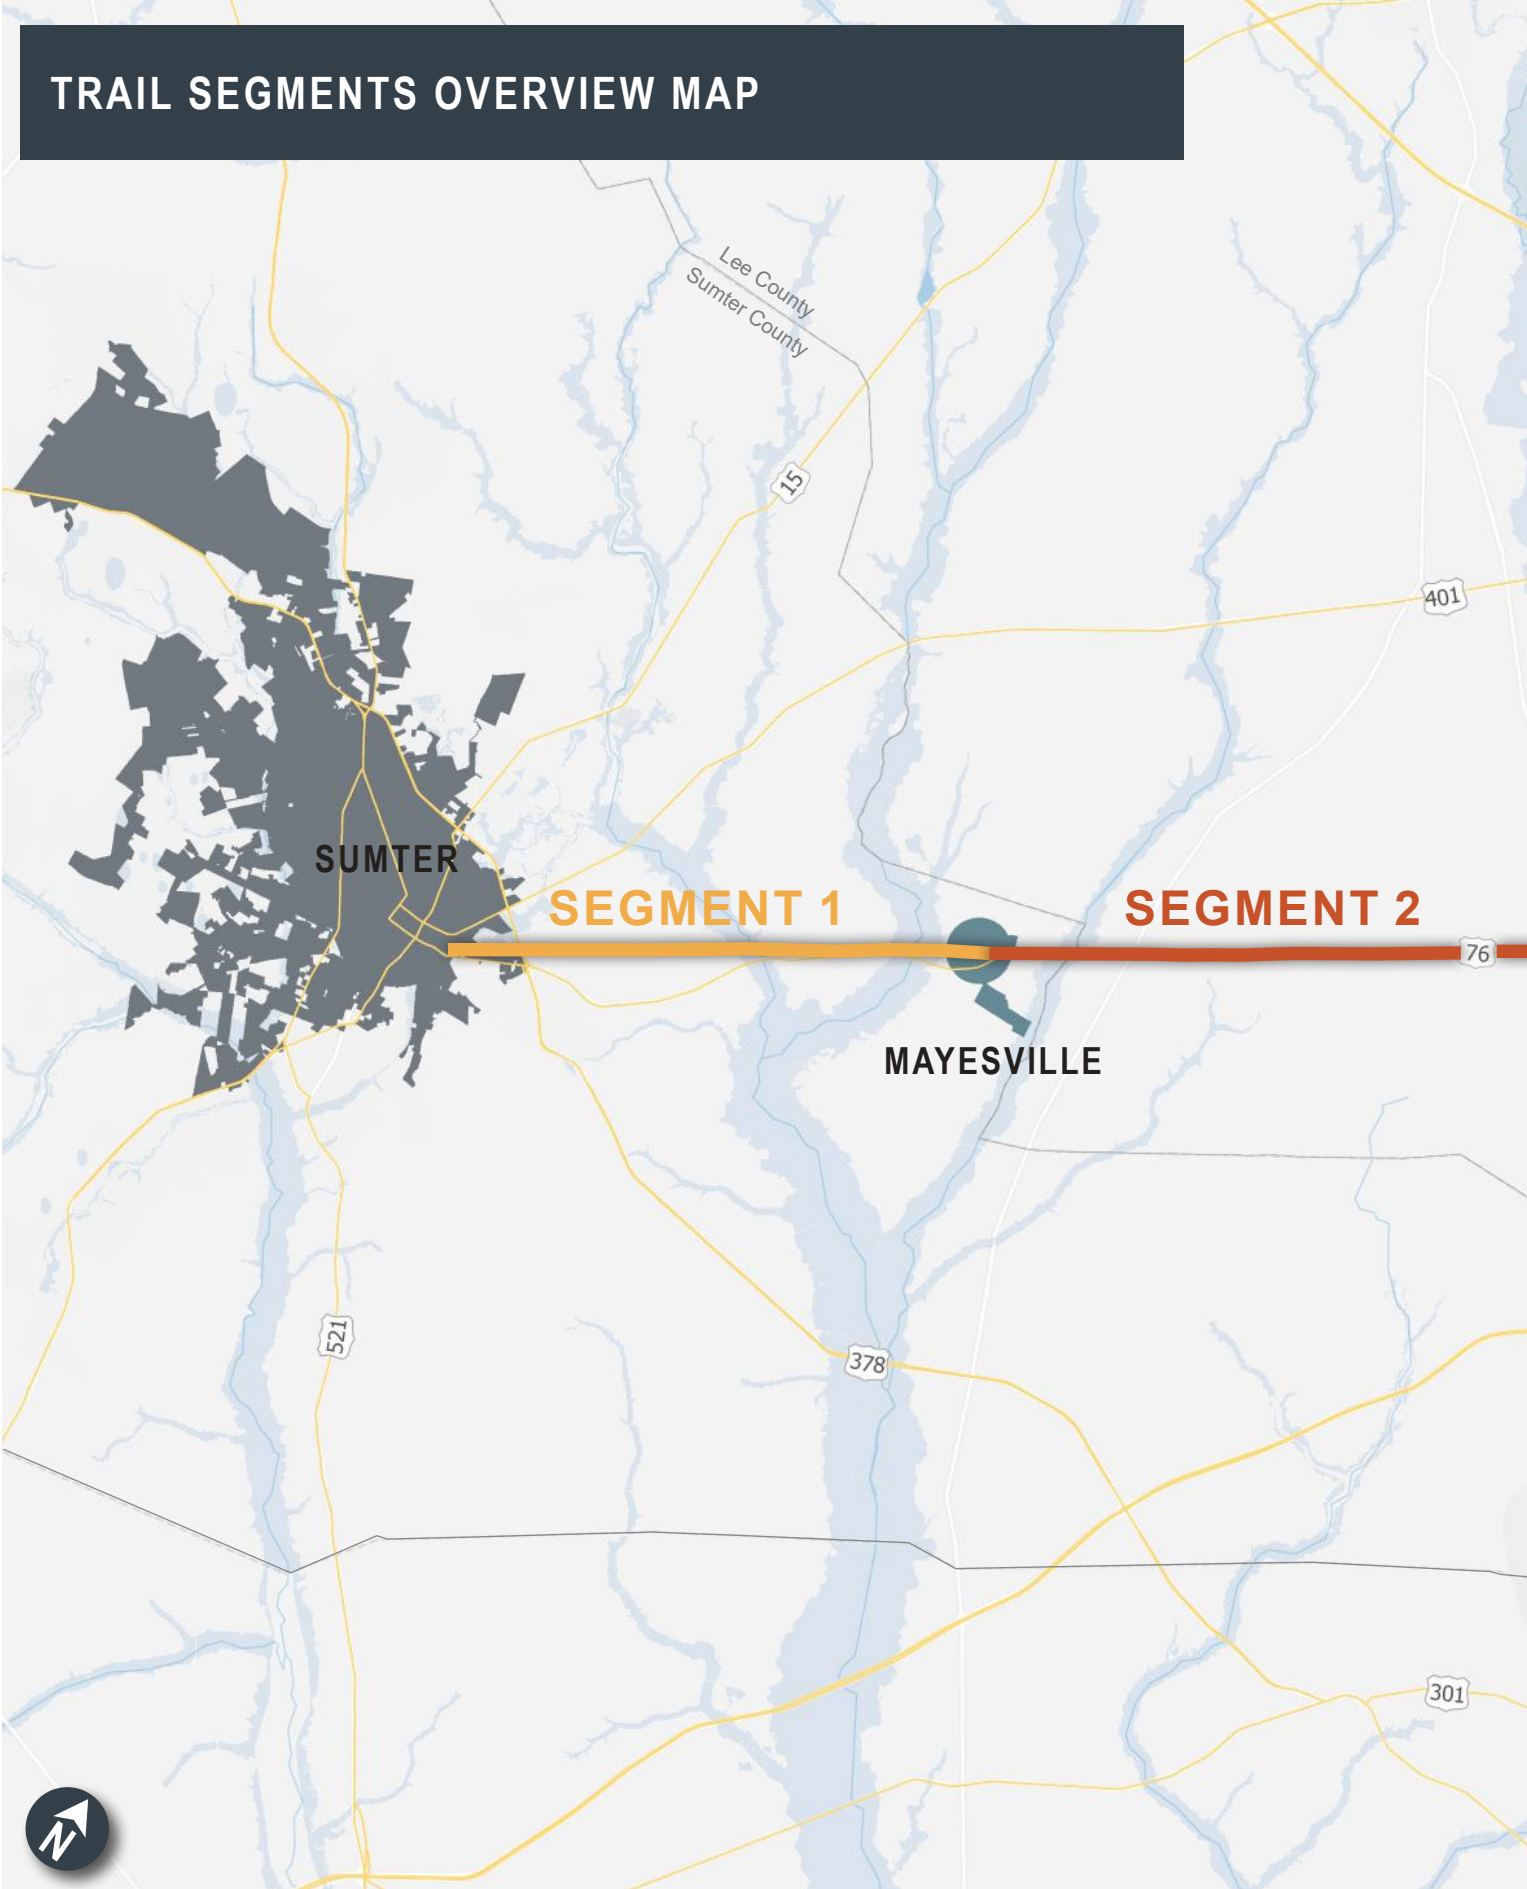 TRAIL SEGMENTS OVERVIEW MAP
Lee County
Sumter County
15
401
SUMTER
SEGMENT 1
SEGMENT 2
76
MAYESVILLE
521
378
301
N